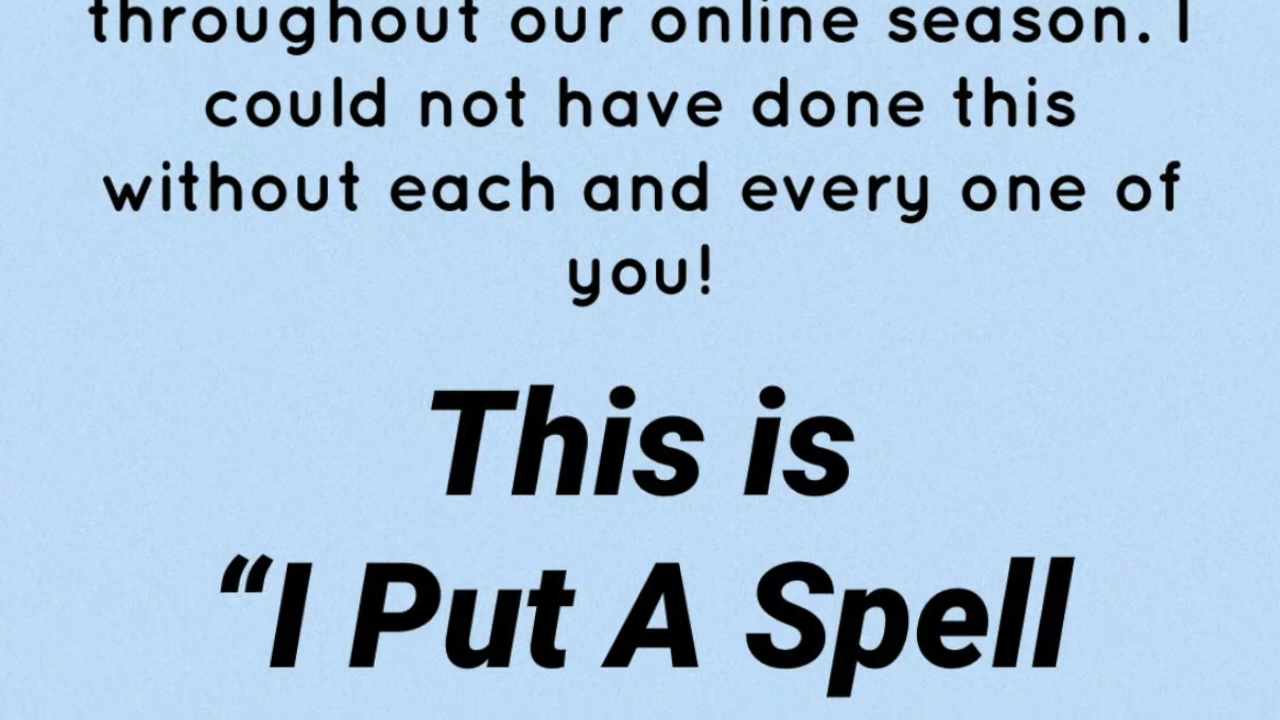 throughout our online season. I
could not have done this
without each and every one of
you!
This is
“I Put A Spell